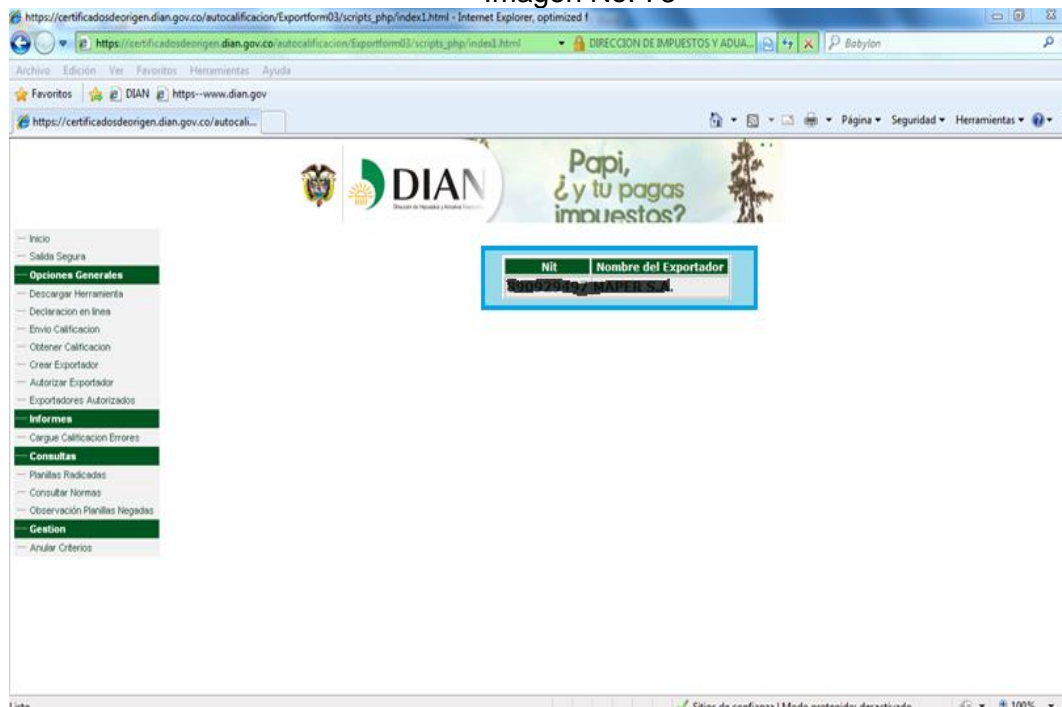 https://certificadosdeorigen.dian.gov.co/autocalificacion/Exportform03/scripts_php/index1.html - Internet Explorer, optimized f
https://certificadosdeorigen.dian.gov.co/autocalificacion/Exportform03/scripts_php/index1.html
DIRECCION DE IMPUESTOS Y ADUA...
Babylon
Archivo Edición Ver Favoritos Herramientas Ayuda
Favoritos DIAN https--www.dian.gov
https://certificadosdeorigen.dian.gov.co/autocali...
Página Seguridad Herramientas
DIAN
Papi,
¿y tu pagas
impuestos?
Inicio
Salida Segura
Opciones Generales
Descargar Herramienta
Declaracion en linea
Envio Calificacion
Obtener Calificacion
Crear Exportador
Autorizar Exportador
Exportadores Autorizados
Informes
Cargue Calificacion Errores
Consultas
Planillas Radicadas
Consultar Normas
Observación Planillas Negadas
Gestion
Anular Criterios
Nit Nombre del Exportador
MAPER S.A.
Listo
Sitios de confianza | Modo protegido: desactivado
100%